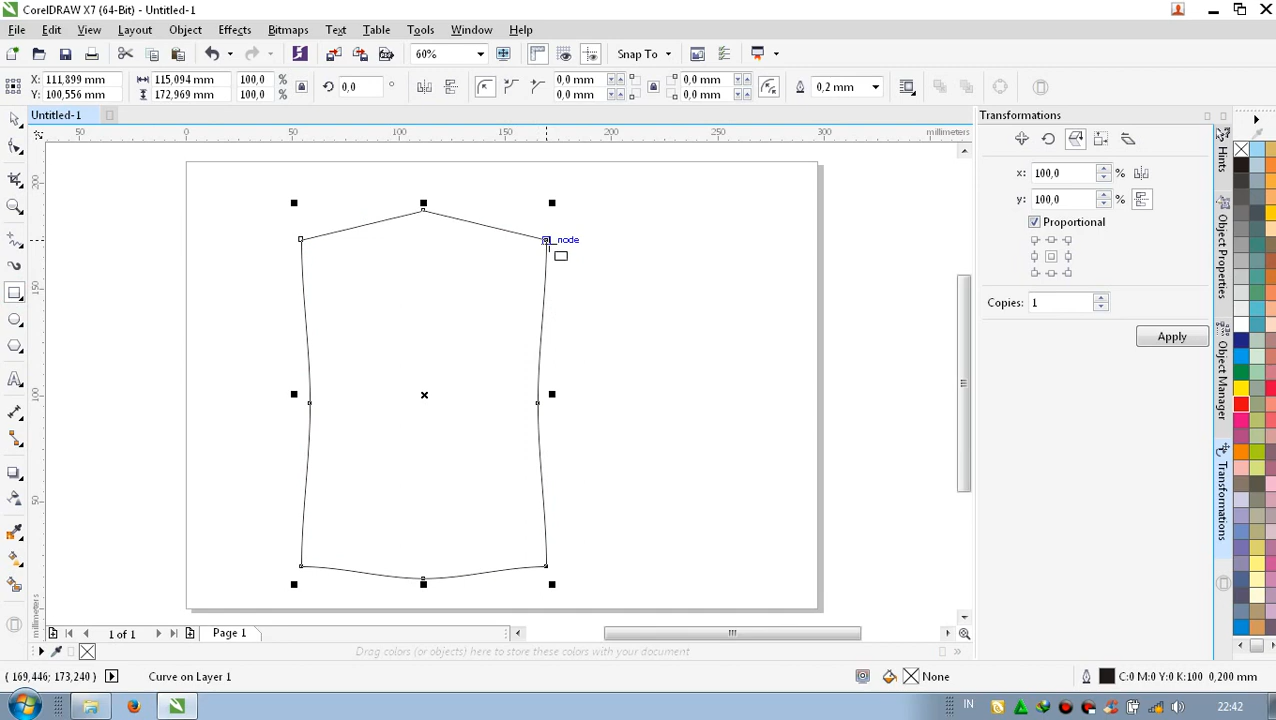 CorelDRAW X7 (64-Bit) - Untitled-1
File Edit View Layout Object Effects Bitmaps Text Table Tools Window Help
60% Snap To
X: 111,899 mm 115,094 mm 100,0 % 0,0 ° 0,0 mm 0,0 mm 0,2 mm
Y: 100,556 mm 172,969 mm 100,0 % 0,0 mm 0,0 mm
Untitled-1
Transformations
50 0 50 100 150 200 250 300 millimeters
200
150
100
50
millimeters
node
x: 100,0 %
y: 100,0 %
Proportional
Copies: 1
Apply
Hints
Object Properties
Object Manager
Transformations
1 of 1 Page 1
Drag colors (or objects) here to store these colors with your document
( 169,446; 173,240 ) Curve on Layer 1 None C:0 M:0 Y:0 K:100 0,200 mm
IN 22:42